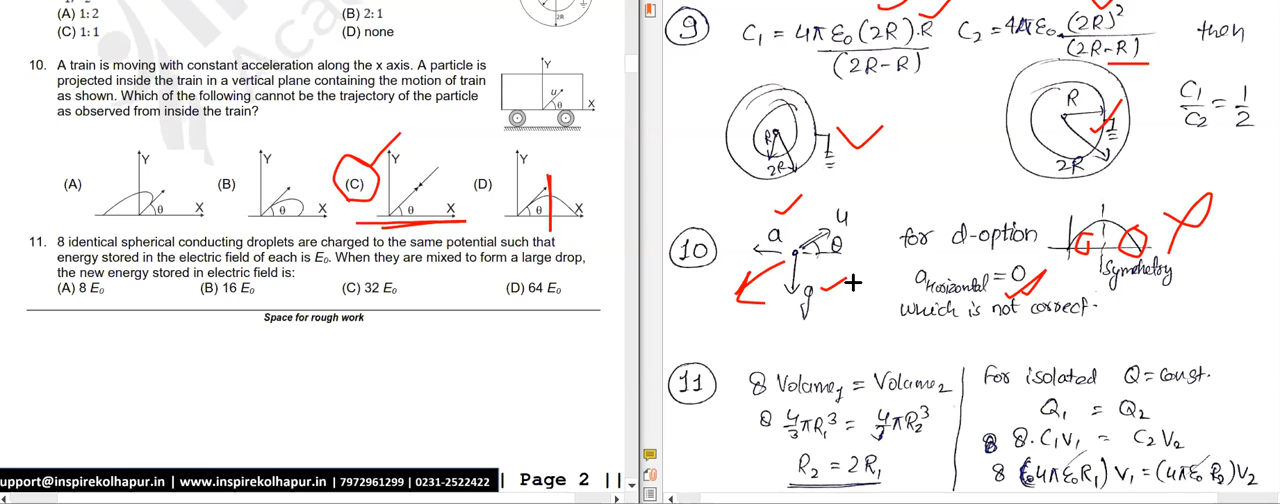 (A) 1: 2
(B) 2: 1
(C) 1: 1
(D) none
2R
10. A train is moving with constant acceleration along the x axis. A particle is
projected inside the train in a vertical plane containing the motion of train
as shown. Which of the following cannot be the trajectory of the particle
as observed from inside the train?
Y
u
θ
X
(A) Y θ X
(B) Y θ X
(C) Y θ X
(D) Y θ X
11. 8 identical spherical conducting droplets are charged to the same potential such that
energy stored in the electric field of each is E₀. When they are mixed to form a large drop,
the new energy stored in electric field is:
(A) 8 E₀
(B) 16 E₀
(C) 32 E₀
(D) 64 E₀
Space for rough work
upport@inspirekolhapur.in | www.inspirekolhapur.in | 7972961299 | 0231-2522422
| Page 2 ||
9
C₁ = 4πε₀(2R).R / (2R-R)
C₂ = 4πε₀.(2R)² / (2R-R)
then
C₁/C₂ = 1/2
R
2R
R
2R
10
a
u
θ
g
for d-option
aHorizontal = 0
which is not correct.
Symmetry
11
8 Volume₁ = Volume₂
8 4/3 πR₁³ = 4/3 πR₂³
R₂ = 2R₁
For isolated Q = const.
Q₁ = Q₂
8 . C₁V₁ = C₂V₂
8 (4πε₀R₁) V₁ = (4πε₀ R₂) V₂